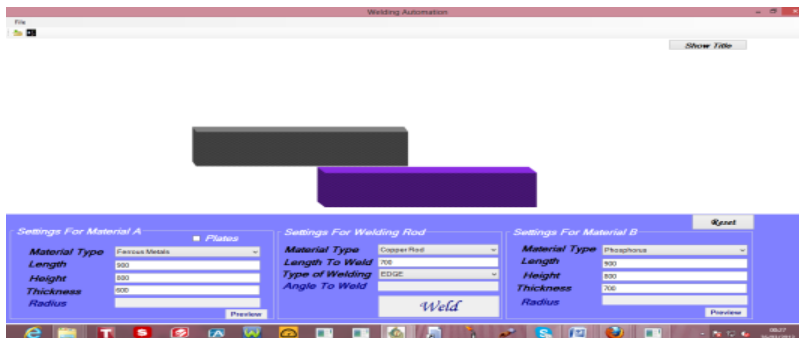 Welding Automation
File
Show Title
Reset
Settings For Material A
Plates
Material Type Ferrous Metals
Length 900
Height 800
Thickness 600
Radius
Preview
Settings For Welding Rod
Material Type Copper Rod
Length To Weld 700
Type of Welding EDGE
Angle To Weld
Weld
Settings For Material B
Material Type Phosphorus
Length 900
Height 800
Thickness 700
Radius
Preview